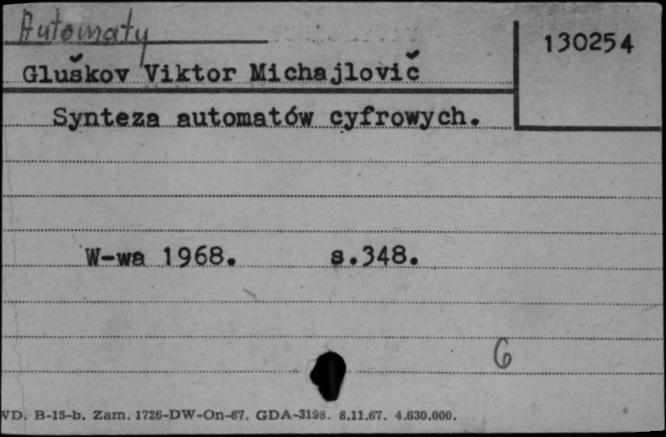 Automaty
130254
Gluškov Viktor Michajlovič
Synteza automatów cyfrowych.
W-wa 1968. s.348.
6
WD. B-15-b. Zam. 1726-DW-On-67. GDA-3198. 8.11.67. 4.630.000.